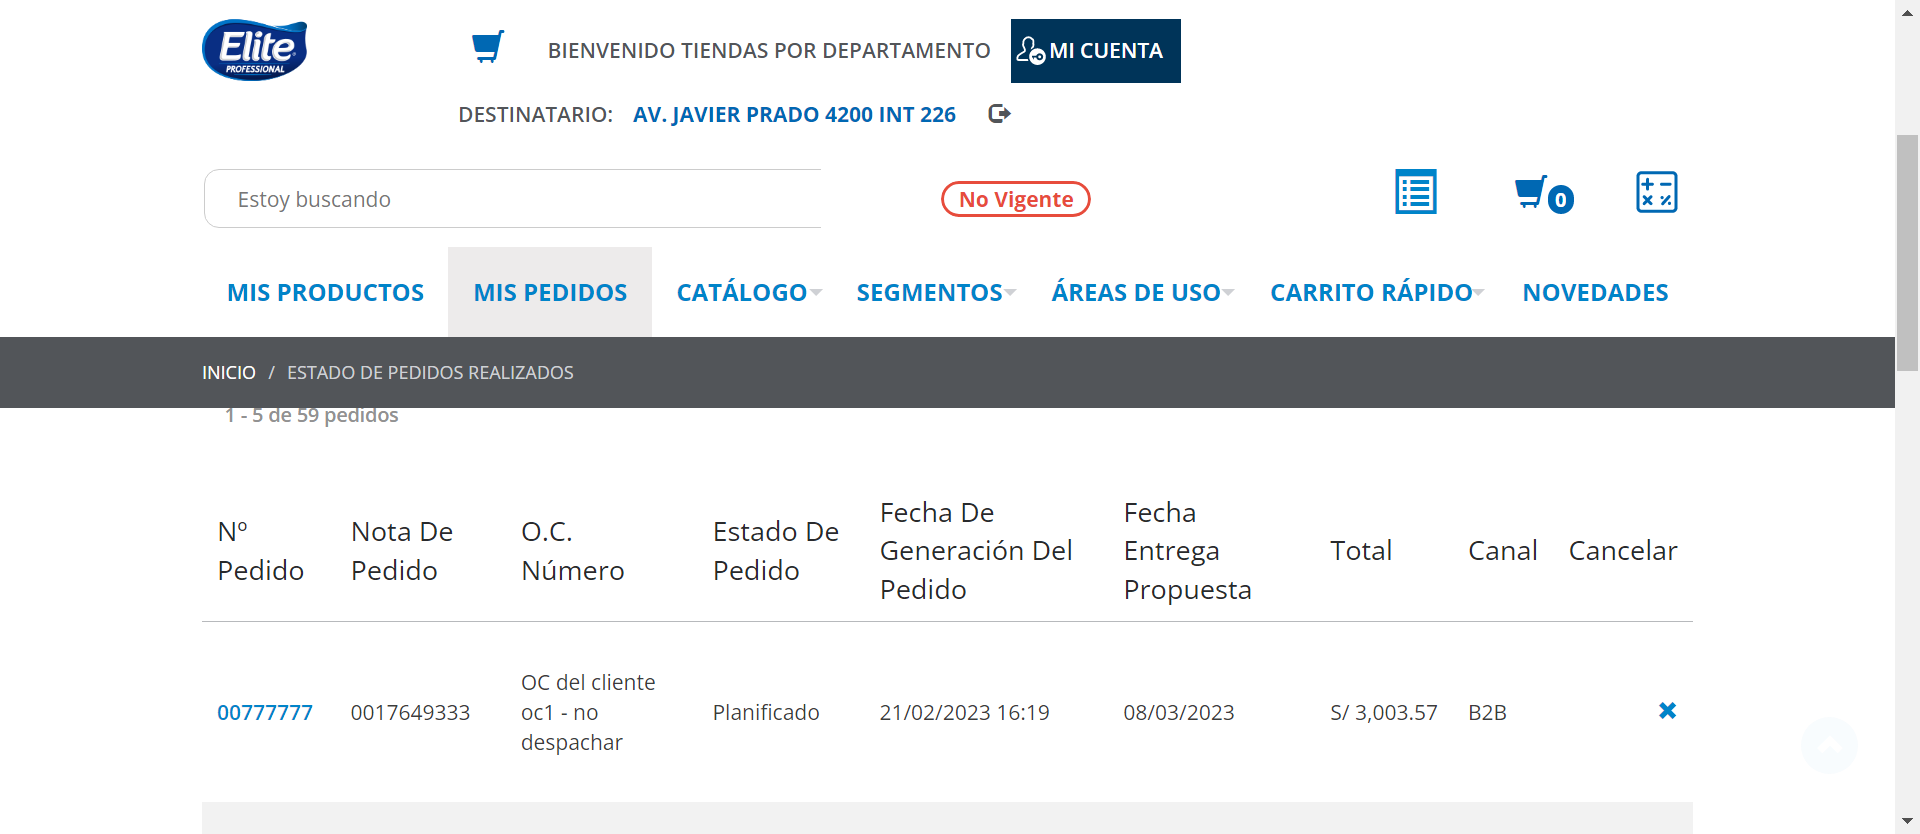 Elite
PROFESSIONAL
BIENVENIDO TIENDAS POR DEPARTAMENTO
MI CUENTA
DESTINATARIO: AV. JAVIER PRADO 4200 INT 226
Estoy buscando
No Vigente
0
MIS PRODUCTOS MIS PEDIDOS CATÁLOGO SEGMENTOS ÁREAS DE USO CARRITO RÁPIDO NOVEDADES
INICIO / ESTADO DE PEDIDOS REALIZADOS
1 - 5 de 59 pedidos
Nº
Pedido
Nota De
Pedido
O.C.
Número
Estado De
Pedido
Fecha De
Generación Del
Pedido
Fecha
Entrega
Propuesta
Total
Canal
Cancelar
00777777
0017649333
OC del cliente
oc1 - no
despachar
Planificado
21/02/2023 16:19
08/03/2023
S/ 3,003.57
B2B